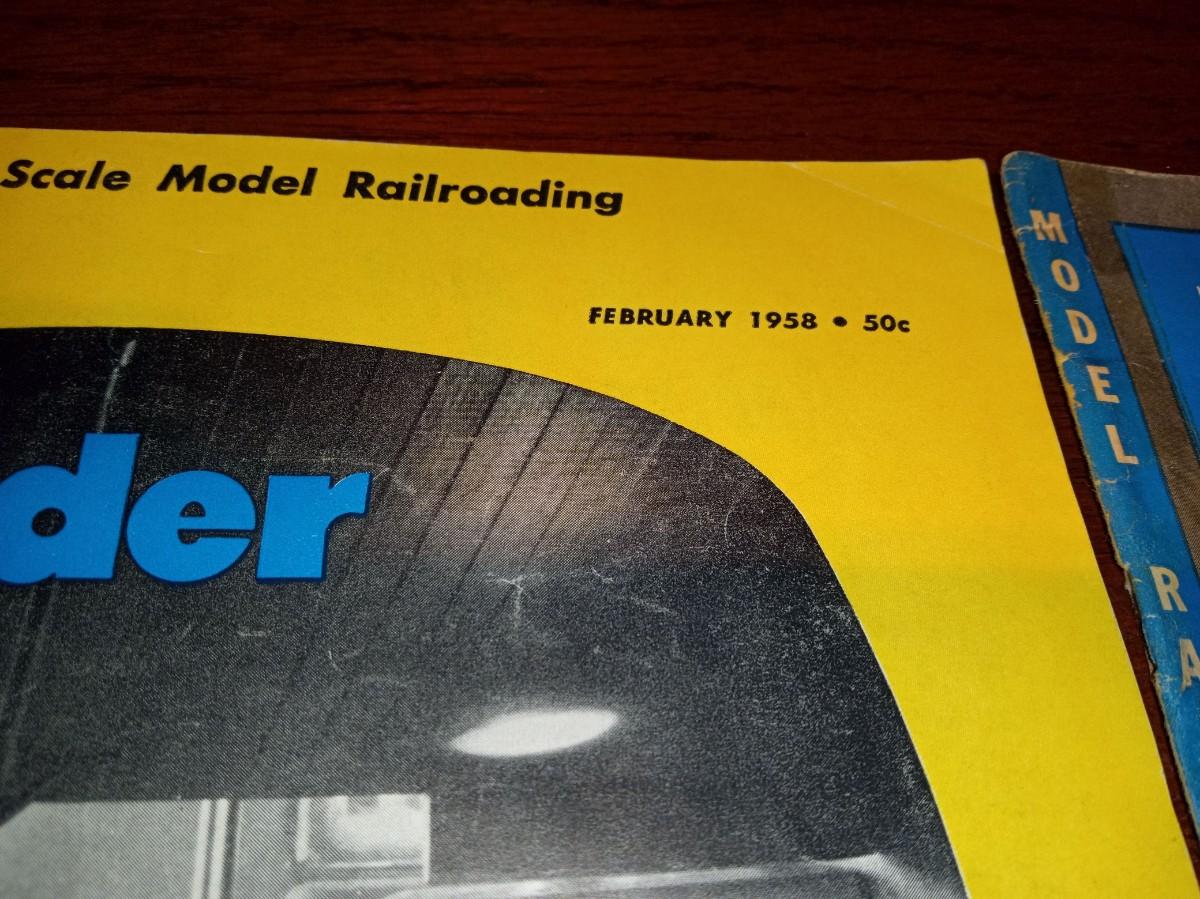 Scale Model Railroading
FEBRUARY 1958 • 50c
der
MODEL RA